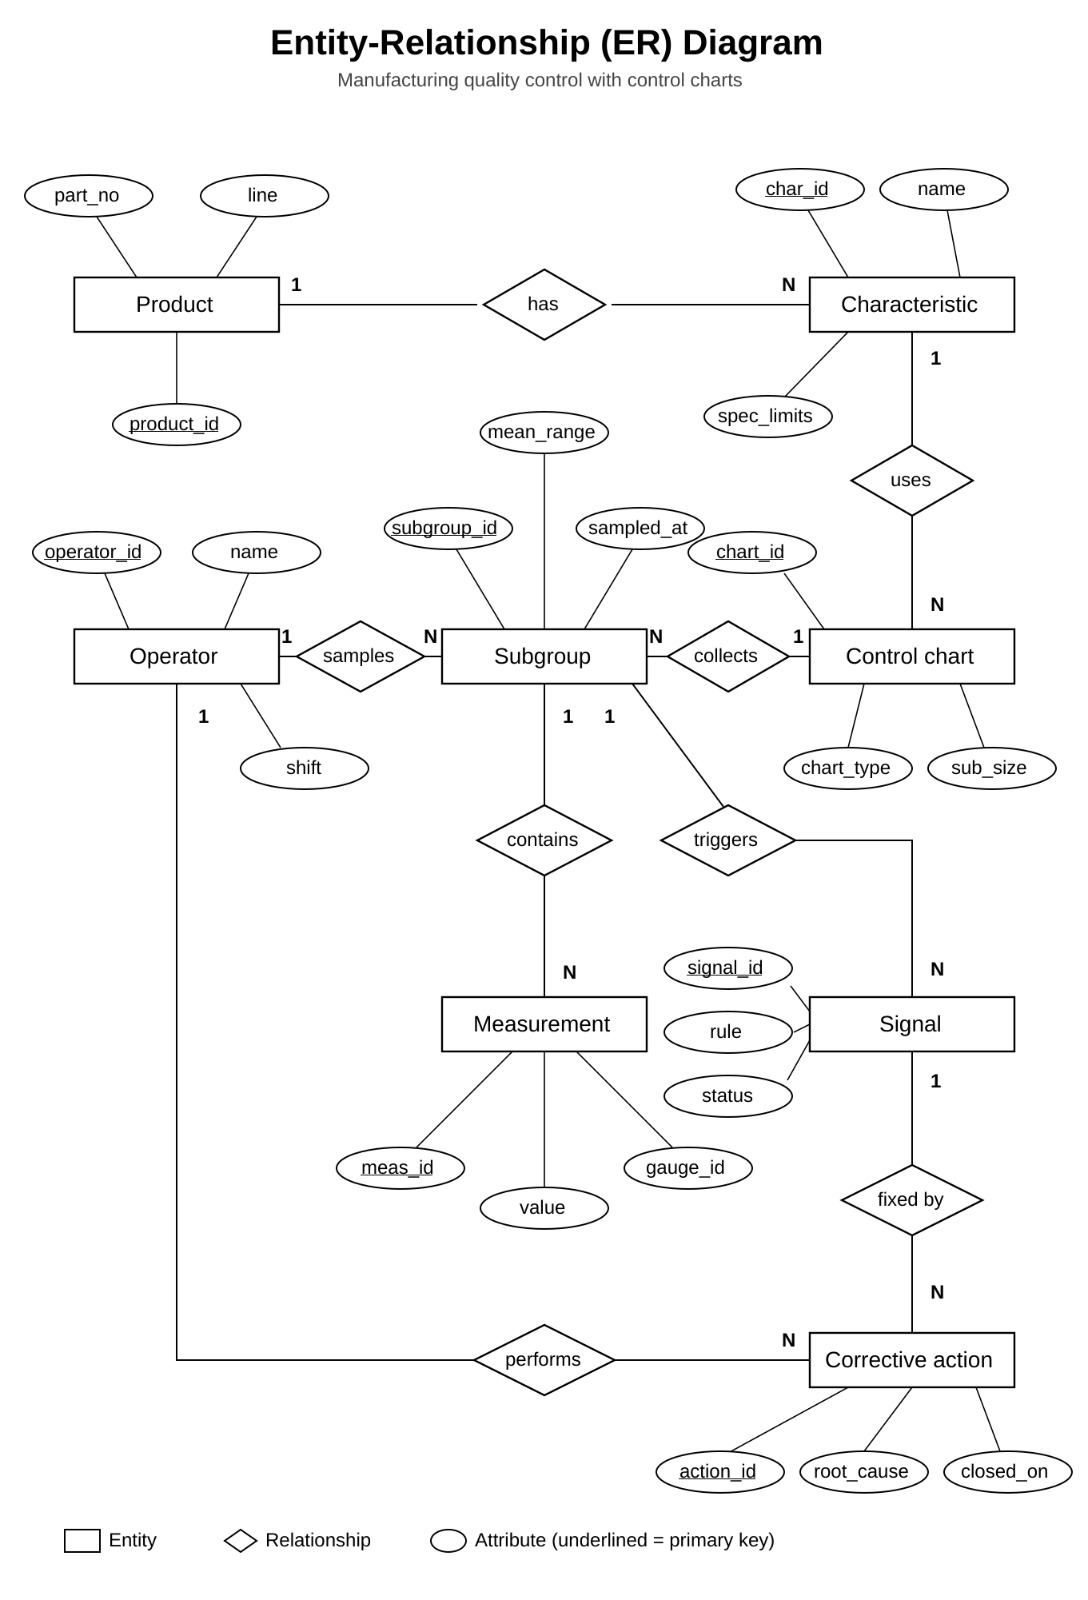 Entity-Relationship (ER) Diagram
Manufacturing quality control with control charts
part_no
line
char_id
name
Product
1
has
N
Characteristic
1
product_id
spec_limits
mean_range
uses
subgroup_id
sampled_at
operator_id
name
chart_id
N
Operator
1
samples
N
Subgroup
N
collects
1
Control chart
1
1
1
shift
chart_type
sub_size
contains
triggers
signal_id
N
N
Measurement
rule
Signal
status
1
meas_id
gauge_id
value
fixed by
N
performs
N
Corrective action
action_id
root_cause
closed_on
Entity
Relationship
Attribute (underlined = primary key)